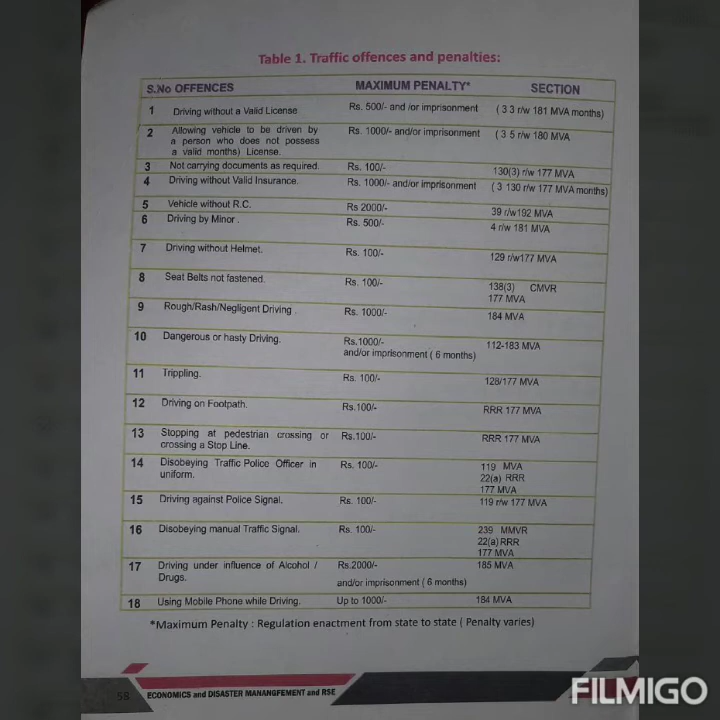 Table 1. Traffic offences and penalties:
S.No OFFENCES MAXIMUM PENALTY* SECTION
1 Driving without a Valid License Rs. 500/- and /or imprisonment ( 3 3 r/w 181 MVA months)
2 Allowing vehicle to be driven by Rs. 1000/- and/or imprisonment ( 3 5 r/w 180 MVA
a person who does not possess
a valid months) License.
3 Not carrying documents as required. Rs. 100/- 130(3) r/w 177 MVA
4 Driving without Valid Insurance. Rs. 1000/- and/or imprisonment ( 3 130 r/w 177 MVA months)
5 Vehicle without R.C. Rs 2000/- 39 r/w192 MVA
6 Driving by Minor . Rs. 500/- 4 r/w 181 MVA
7 Driving without Helmet. Rs. 100/- 129 r/w177 MVA
8 Seat Belts not fastened. Rs. 100/- 138(3) CMVR
177 MVA
9 Rough/Rash/Negligent Driving . Rs. 1000/- 184 MVA
10 Dangerous or hasty Driving. Rs.1000/- 112-183 MVA
and/or imprisonment ( 6 months)
11 Trippling. Rs. 100/- 128/177 MVA
12 Driving on Footpath. Rs.100/- RRR 177 MVA
13 Stopping at pedestrian crossing or Rs.100/- RRR 177 MVA
crossing a Stop Line.
14 Disobeying Traffic Police Officer in Rs. 100/- 119 MVA
uniform. 22(a) RRR
177 MVA
15 Driving against Police Signal. Rs. 100/- 119 r/w 177 MVA
16 Disobeying manual Traffic Signal. Rs. 100/- 239 MMVR
22(a) RRR
177 MVA
17 Driving under influence of Alcohol / Rs.2000/- 185 MVA
Drugs. and/or imprisonment ( 6 months)
18 Using Mobile Phone while Driving. Up to 1000/- 184 MVA
*Maximum Penalty : Regulation enactment from state to state ( Penalty varies)
58 ECONOMICS and DISASTER MANANGFEMENT and RSE
FILMIGO